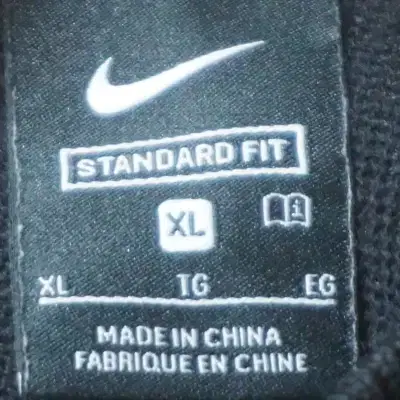 STANDARD FIT
XL
XL TG EG
MADE IN CHINA
FABRIQUE EN CHINE